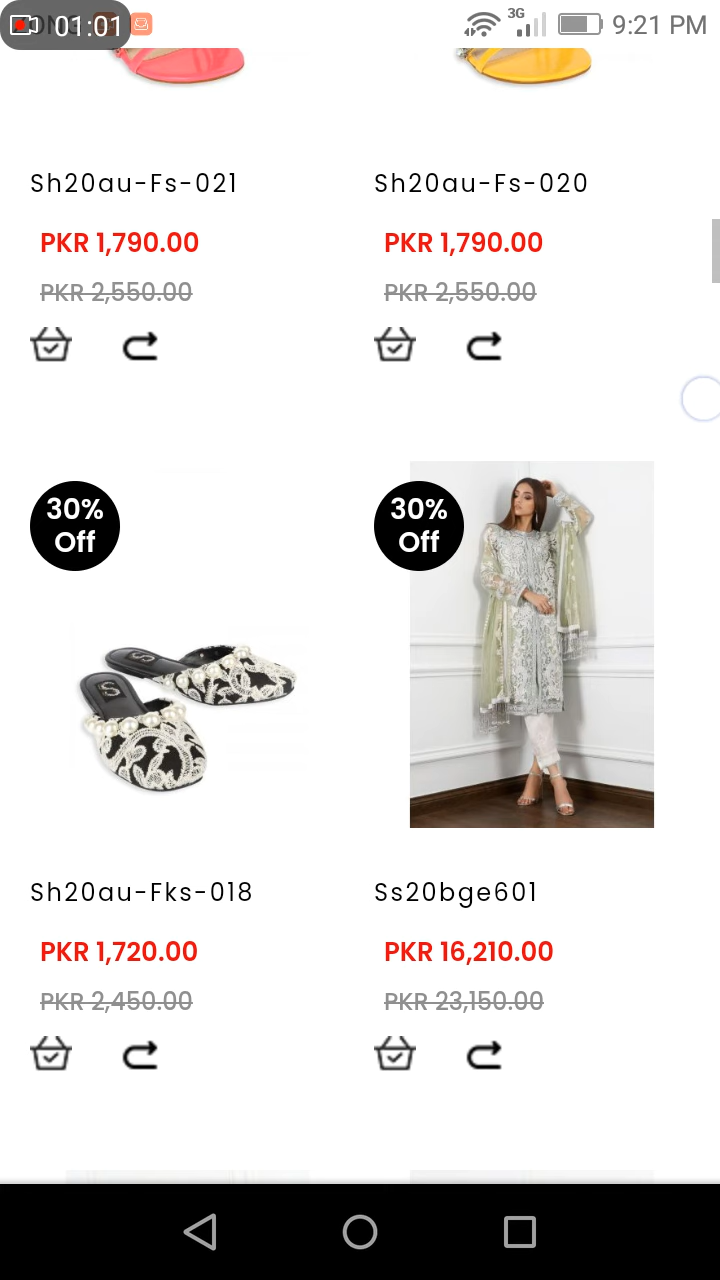 01:01
3G
9:21 PM
Sh20au-Fs-021
Sh20au-Fs-020
PKR 1,790.00
PKR 1,790.00
PKR 2,550.00
PKR 2,550.00
30%
Off
30%
Off
Sh20au-Fks-018
Ss20bge601
PKR 1,720.00
PKR 16,210.00
PKR 2,450.00
PKR 23,150.00